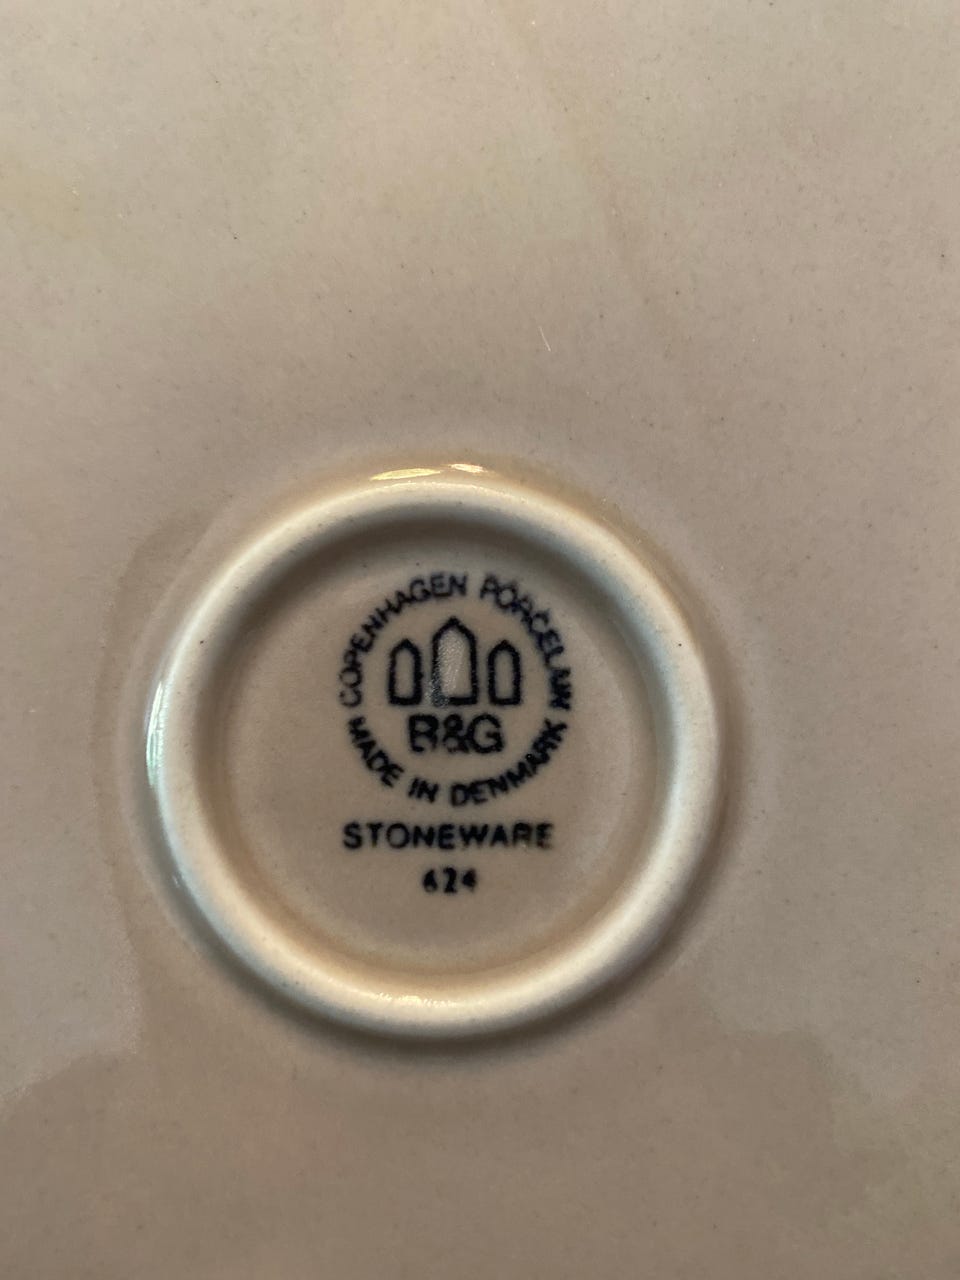 COPENHAGEN PORCELAIN
B&G
MADE IN DENMARK
STONEWARE
624